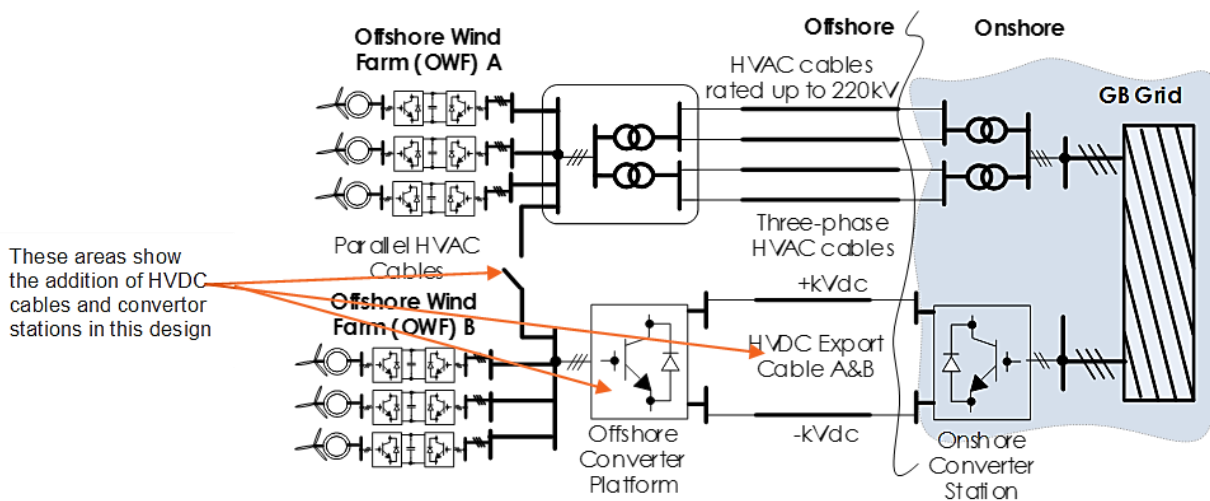 Offshore Wind
Farm (OWF) A
Offshore
Onshore
HVAC cables
rated up to 220kV
GB Grid
Three-phase
HVAC cables
Parallel HVAC
Cables
These areas show
the addition of HVDC
cables and convertor
stations in this design
Offshore Wind
Farm (OWF) B
+kVdc
HVDC Export
Cable A&B
-kVdc
Offshore
Converter
Platform
Onshore
Converter
Station